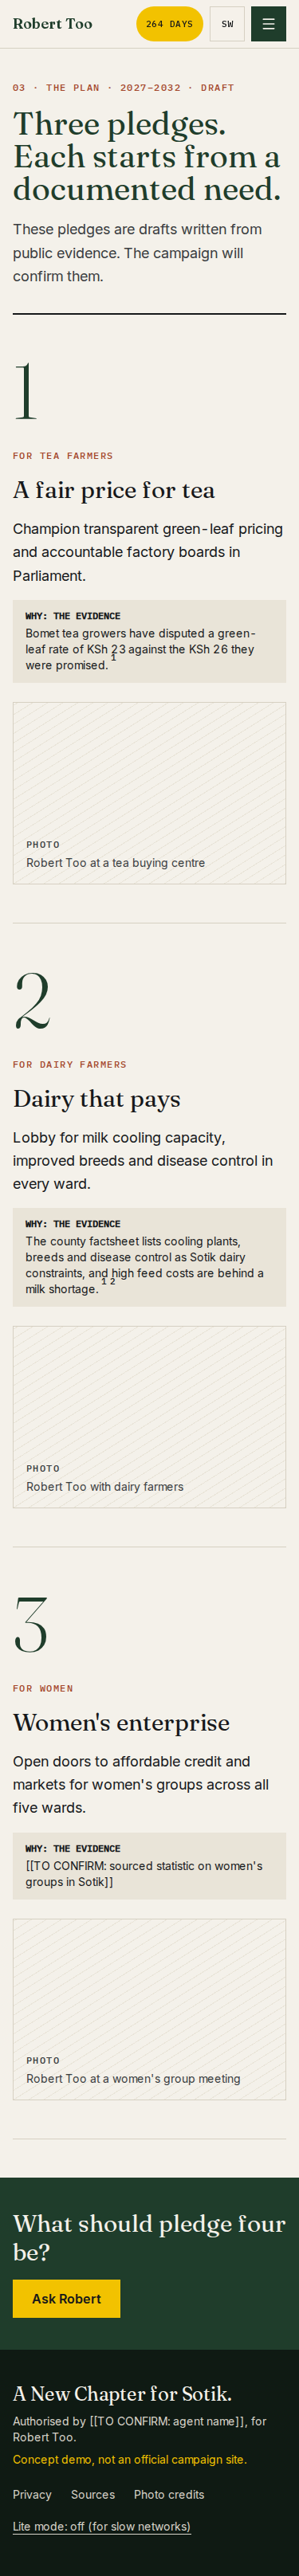 Robert Too
264 DAYS
SW
03 · THE PLAN · 2027–2032 · DRAFT
Three pledges.
Each starts from a
documented need.
These pledges are drafts written from
public evidence. The campaign will
confirm them.
1
FOR TEA FARMERS
A fair price for tea
Champion transparent green-leaf pricing
and accountable factory boards in
Parliament.
WHY: THE EVIDENCE
Bomet tea growers have disputed a green-
leaf rate of KSh 23 against the KSh 26 they
were promised. 1
PHOTO
Robert Too at a tea buying centre
2
FOR DAIRY FARMERS
Dairy that pays
Lobby for milk cooling capacity,
improved breeds and disease control in
every ward.
WHY: THE EVIDENCE
The county factsheet lists cooling plants,
breeds and disease control as Sotik dairy
constraints, and high feed costs are behind a
milk shortage. 1 2
PHOTO
Robert Too with dairy farmers
3
FOR WOMEN
Women's enterprise
Open doors to affordable credit and
markets for women's groups across all
five wards.
WHY: THE EVIDENCE
[[TO CONFIRM: sourced statistic on women's
groups in Sotik]]
PHOTO
Robert Too at a women's group meeting
What should pledge four
be?
Ask Robert
A New Chapter for Sotik.
Authorised by [[TO CONFIRM: agent name]], for
Robert Too.
Concept demo, not an official campaign site.
Privacy Sources Photo credits
Lite mode: off (for slow networks)